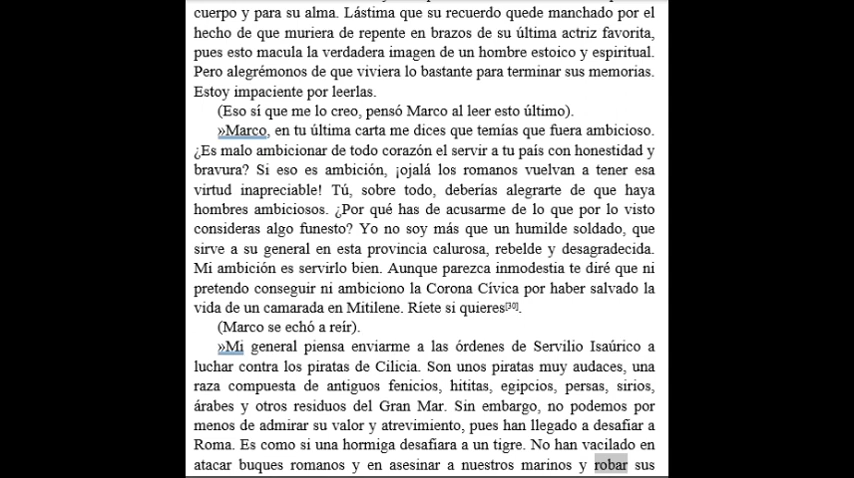 cuerpo y para su alma. Lástima que su recuerdo quede manchado por el
hecho de que muriera de repente en brazos de su última actriz favorita,
pues esto macula la verdadera imagen de un hombre estoico y espiritual.
Pero alegrémonos de que viviera lo bastante para terminar sus memorias.
Estoy impaciente por leerlas.
(Eso sí que me lo creo, pensó Marco al leer esto último).
»Marco, en tu última carta me dices que temías que fuera ambicioso.
¿Es malo ambicionar de todo corazón el servir a tu país con honestidad y
bravura? Si eso es ambición, ¡ojalá los romanos vuelvan a tener esa
virtud inapreciable! Tú, sobre todo, deberías alegrarte de que haya
hombres ambiciosos. ¿Por qué has de acusarme de lo que por lo visto
consideras algo funesto? Yo no soy más que un humilde soldado, que
sirve a su general en esta provincia calurosa, rebelde y desagradecida.
Mi ambición es servirlo bien. Aunque parezca inmodestia te diré que ni
pretendo conseguir ni ambiciono la Corona Cívica por haber salvado la
vida de un camarada en Mitilene. Ríete si quieres[30].
(Marco se echó a reír).
»Mi general piensa enviarme a las órdenes de Servilio Isaúrico a
luchar contra los piratas de Cilicia. Son unos piratas muy audaces, una
raza compuesta de antiguos fenicios, hititas, egipcios, persas, sirios,
árabes y otros residuos del Gran Mar. Sin embargo, no podemos por
menos de admirar su valor y atrevimiento, pues han llegado a desafiar a
Roma. Es como si una hormiga desafiara a un tigre. No han vacilado en
atacar buques romanos y en asesinar a nuestros marinos y robar sus